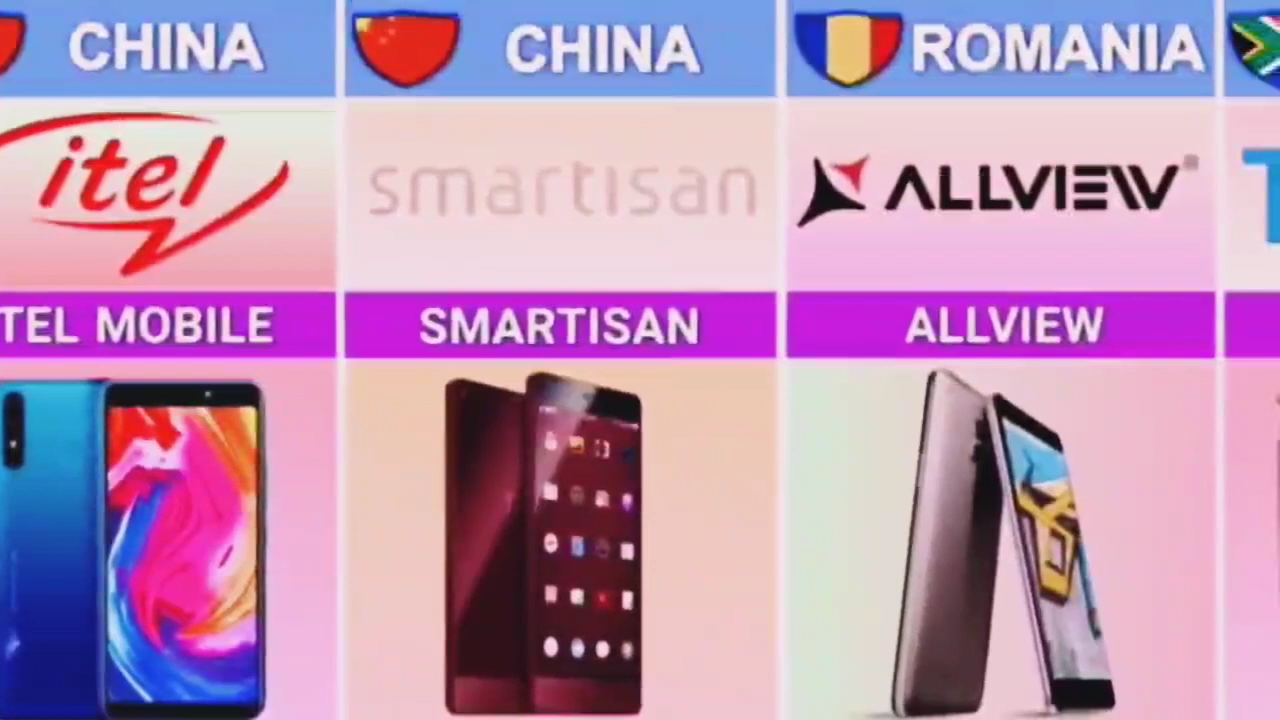 CHINA
CHINA
ROMANIA
itel
smartisan
ALLVIEW®
TEL MOBILE
SMARTISAN
ALLVIEW